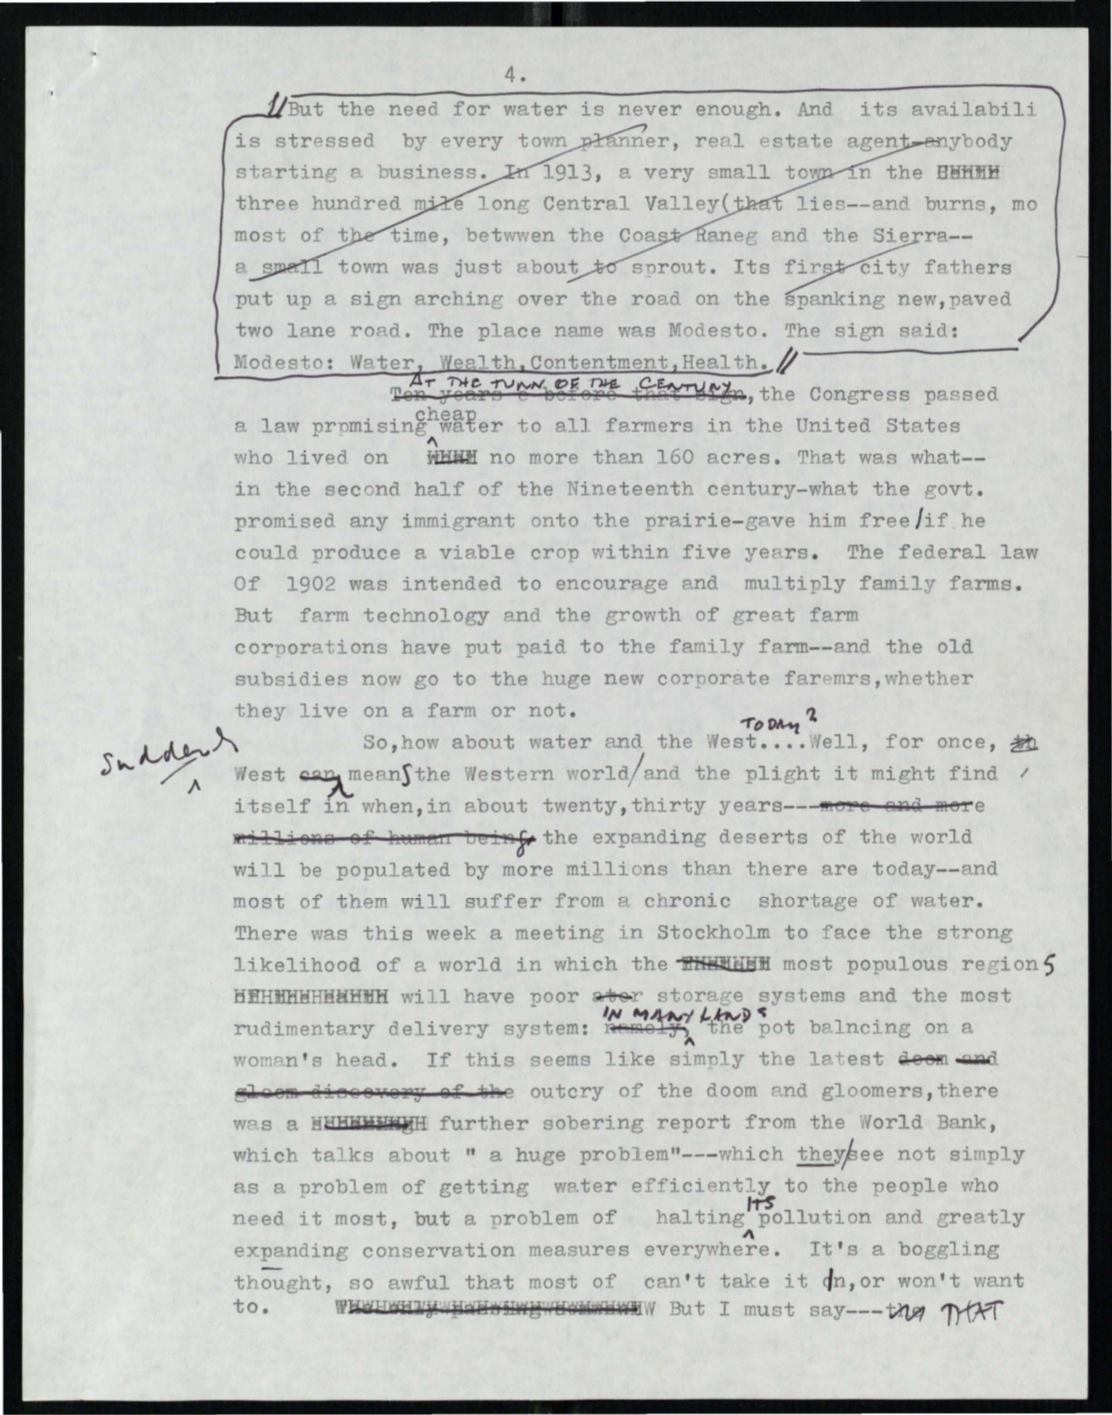 4.
But the need for water is never enough. And its availabili
is stressed by every town planner, real estate agent-anybody
starting a business. In 1913, a very small town in the
three hundred mile long Central Valley(that lies--and burns, mo
most of the time, betwwen the Coast Raneg and the Sierra--
a small town was just about to sprout. Its first city fathers
put up a sign arching over the road on the spanking new,paved
two lane road. The place name was Modesto. The sign said:
Modesto: Water, Wealth,Contentment,Health.
AT THE TURN OF THE CENTURY
Ten years before that sign,the Congress passed
cheap
a law prpmising water to all farmers in the United States
who lived on no more than 160 acres. That was what--
in the second half of the Nineteenth century-what the govt.
promised any immigrant onto the prairie-gave him free/if he
could produce a viable crop within five years. The federal law
Of 1902 was intended to encourage and multiply family farms.
But farm technology and the growth of great farm
corporations have put paid to the family farm--and the old
subsidies now go to the huge new corporate faremrs,whether
they live on a farm or not.
TODAY?
So,how about water and the West....Well, for once,
Suddenly
West can means the Western world/and the plight it might find
itself in when,in about twenty,thirty years---more and more
millions of human beings the expanding deserts of the world
will be populated by more millions than there are today--and
most of them will suffer from a chronic shortage of water.
There was this week a meeting in Stockholm to face the strong
likelihood of a world in which the most populous regions
will have poor ater storage systems and the most
IN MANY LANDS
rudimentary delivery system: namely, the pot balncing on a
woman's head. If this seems like simply the latest doom and
gloom discovery of the outcry of the doom and gloomers,there
was a further sobering report from the World Bank,
which talks about " a huge problem"---which they/see not simply
as a problem of getting water efficiently to the people who
ITS
need it most, but a problem of halting pollution and greatly
expanding conservation measures everywhere. It's a boggling
thought, so awful that most of can't take it in,or won't want
to. But I must say---the THAT